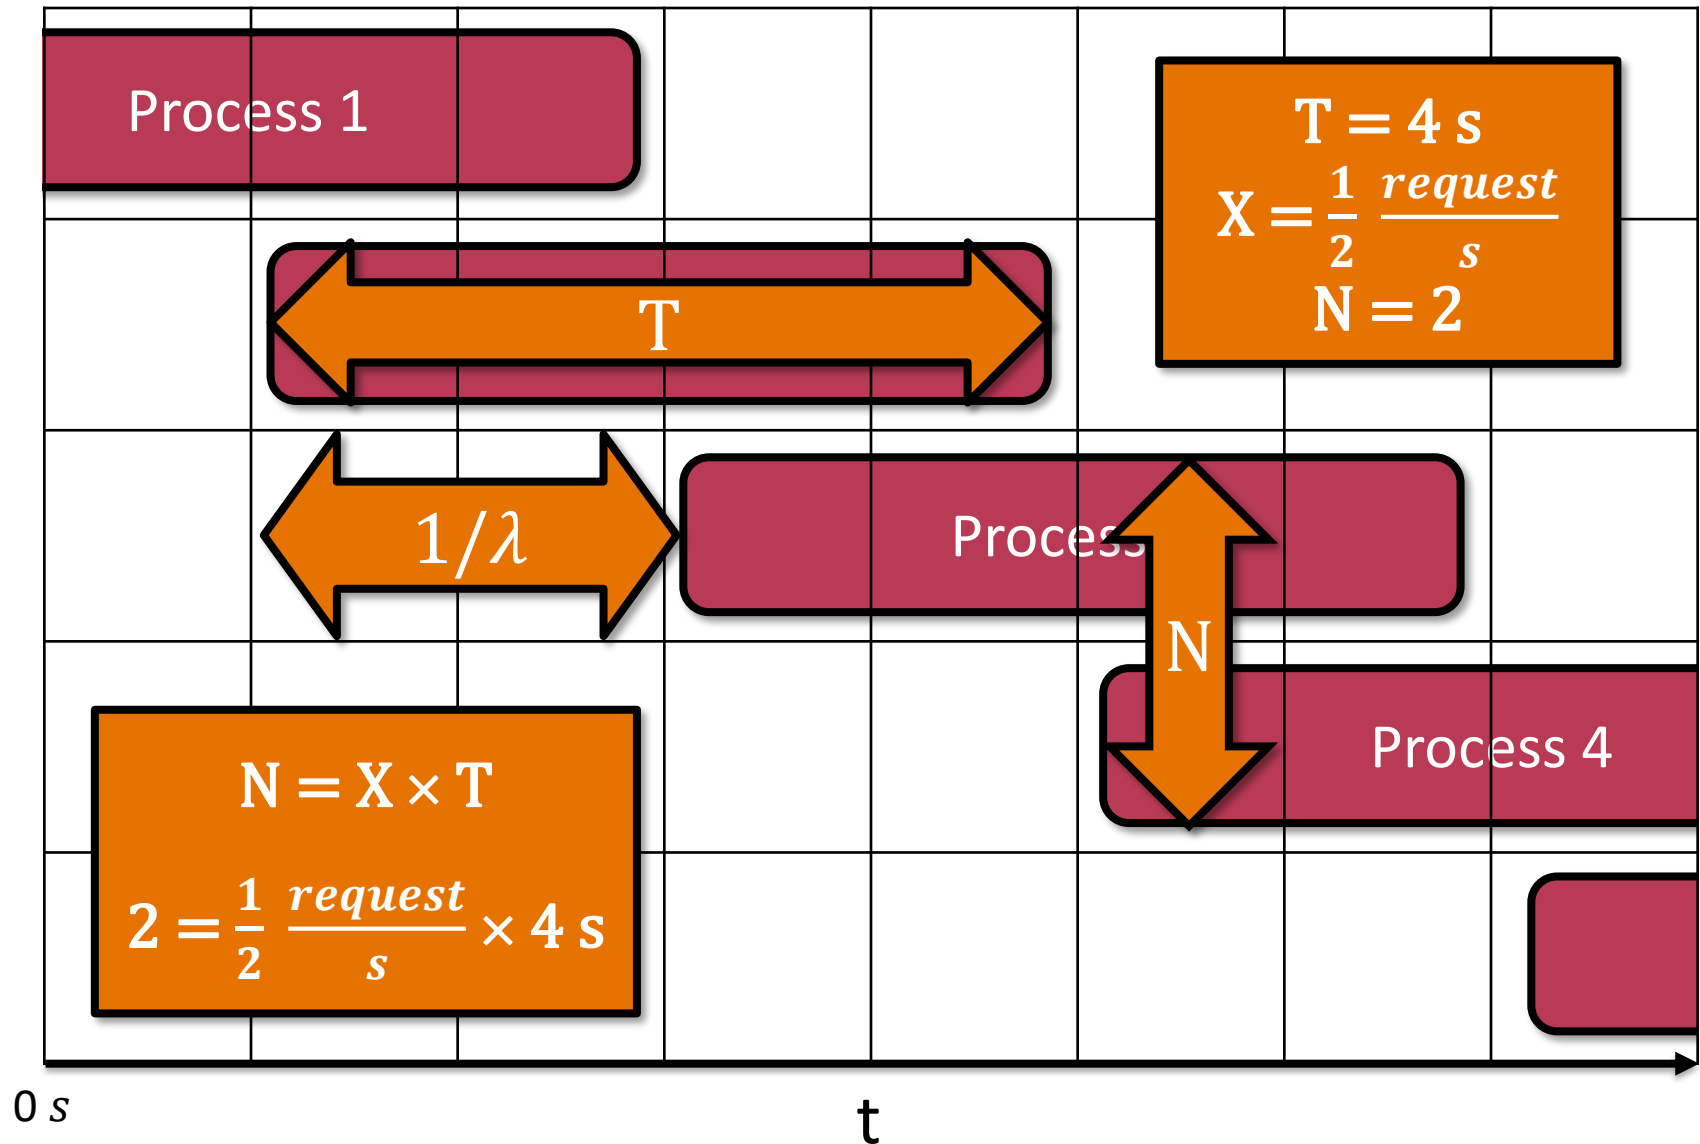 Process 1
T = 4 s
X = 1/2 request/s
N = 2
T
1/λ
Process
N
Process 4
N = X × T
2 = 1/2 request/s × 4 s
0 s
t